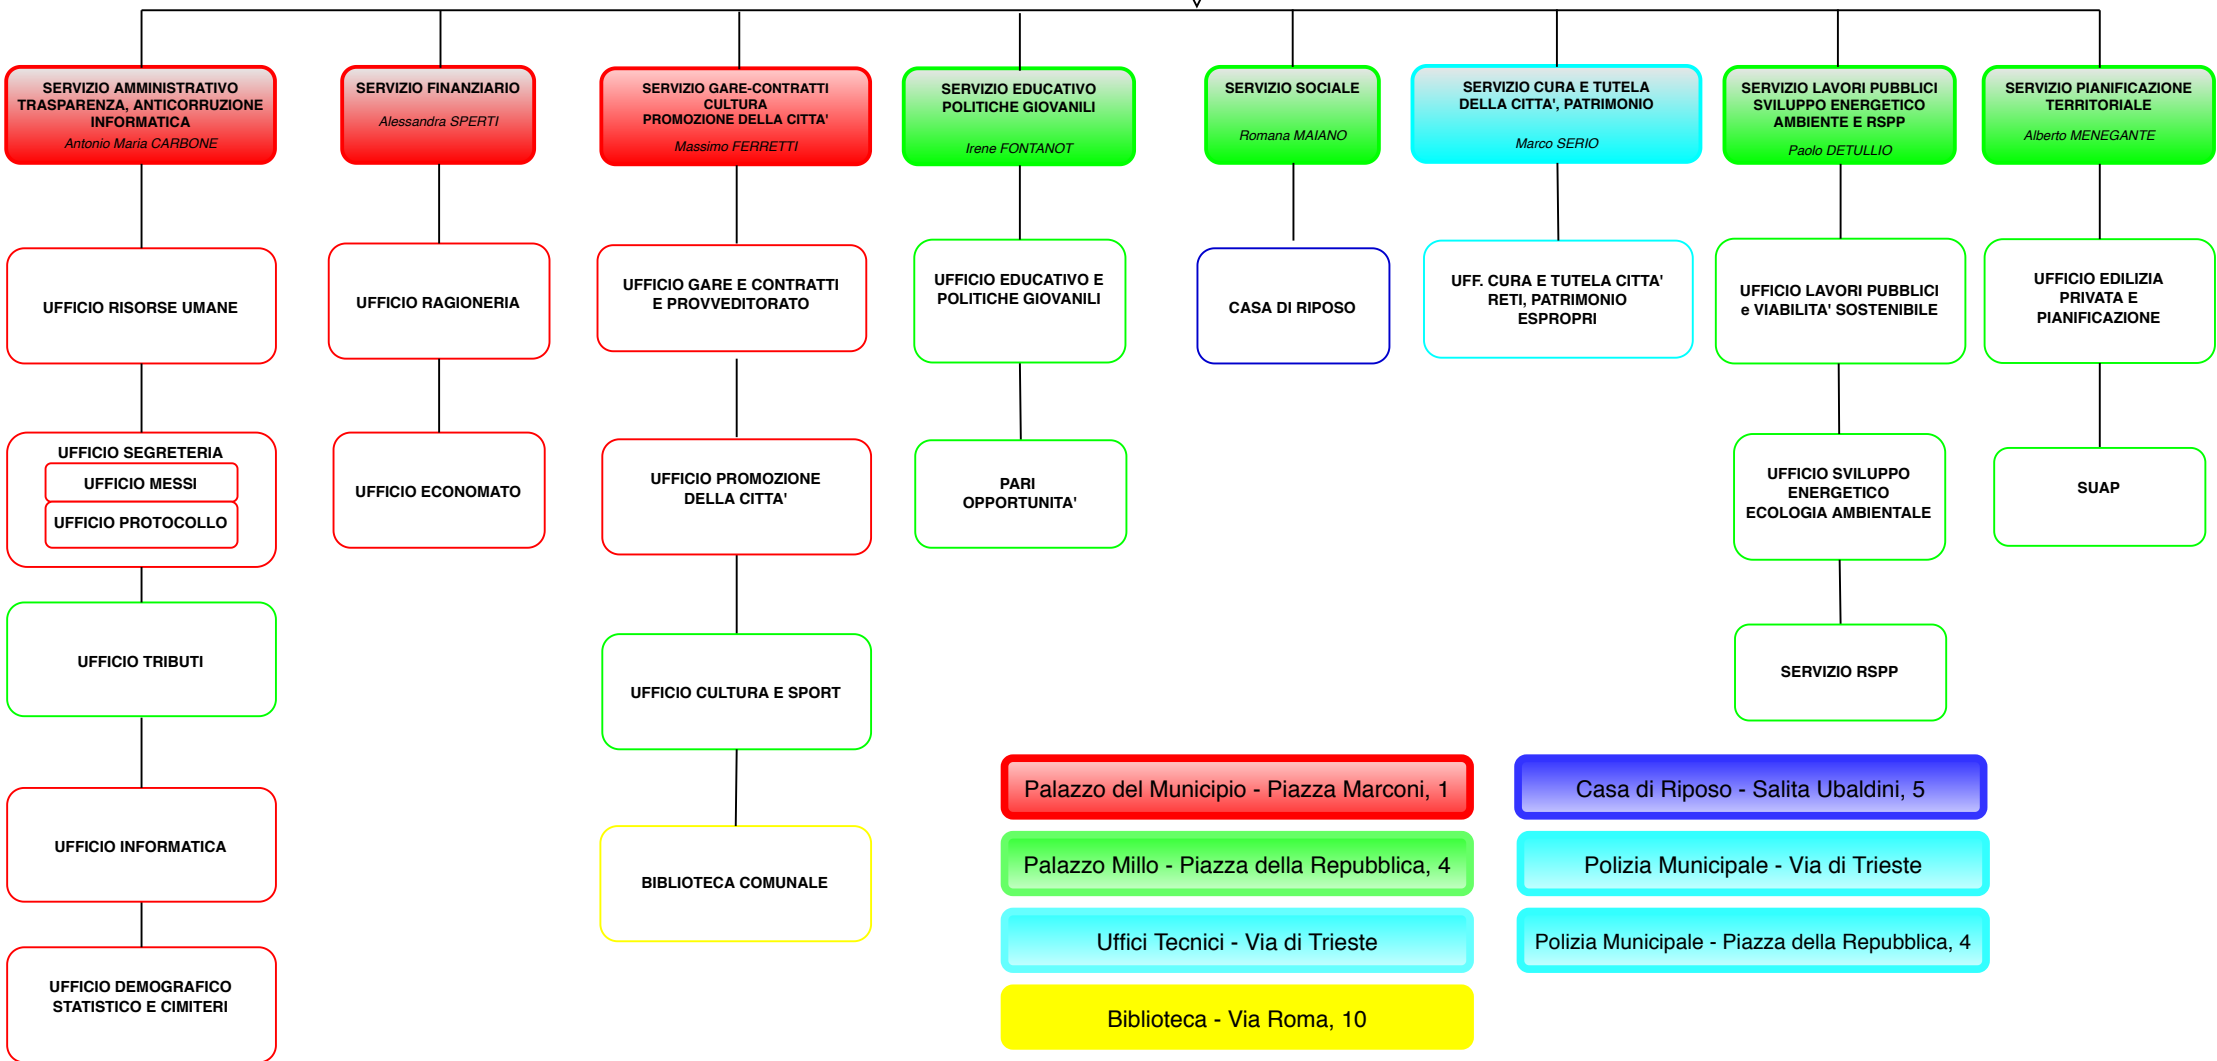 SERVIZIO AMMINISTRATIVO
TRASPARENZA, ANTICORRUZIONE
INFORMATICA
Antonio Maria CARBONE
SERVIZIO FINANZIARIO
Alessandra SPERTI
SERVIZIO GARE-CONTRATTI
CULTURA
PROMOZIONE DELLA CITTA'
Massimo FERRETTI
SERVIZIO EDUCATIVO
POLITICHE GIOVANILI
Irene FONTANOT
SERVIZIO SOCIALE
Romana MAIANO
SERVIZIO CURA E TUTELA
DELLA CITTA', PATRIMONIO
Marco SERIO
SERVIZIO LAVORI PUBBLICI
SVILUPPO ENERGETICO
AMBIENTE E RSPP
Paolo DETULLIO
SERVIZIO PIANIFICAZIONE
TERRITORIALE
Alberto MENEGANTE
UFFICIO RISORSE UMANE
UFFICIO RAGIONERIA
UFFICIO GARE E CONTRATTI
E PROVVEDITORATO
UFFICIO EDUCATIVO E
POLITICHE GIOVANILI
CASA DI RIPOSO
UFF. CURA E TUTELA CITTA'
RETI, PATRIMONIO
ESPROPRI
UFFICIO LAVORI PUBBLICI
e VIABILITA' SOSTENIBILE
UFFICIO EDILIZIA
PRIVATA E
PIANIFICAZIONE
UFFICIO SEGRETERIA
UFFICIO MESSI
UFFICIO PROTOCOLLO
UFFICIO ECONOMATO
UFFICIO PROMOZIONE
DELLA CITTA'
PARI
OPPORTUNITA'
UFFICIO SVILUPPO
ENERGETICO
ECOLOGIA AMBIENTALE
SUAP
UFFICIO TRIBUTI
UFFICIO CULTURA E SPORT
SERVIZIO RSPP
UFFICIO INFORMATICA
BIBLIOTECA COMUNALE
UFFICIO DEMOGRAFICO
STATISTICO E CIMITERI
Palazzo del Municipio - Piazza Marconi, 1
Casa di Riposo - Salita Ubaldini, 5
Palazzo Millo - Piazza della Repubblica, 4
Polizia Municipale - Via di Trieste
Uffici Tecnici - Via di Trieste
Polizia Municipale - Piazza della Repubblica, 4
Biblioteca - Via Roma, 10